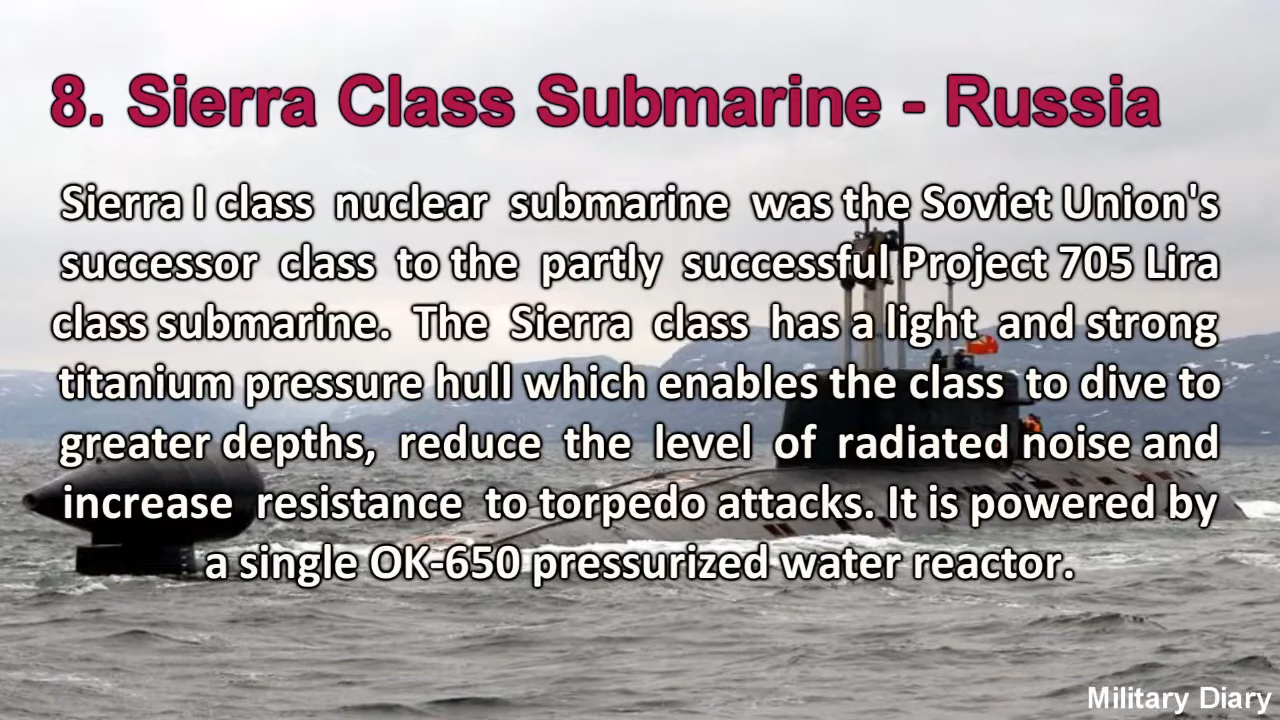 8. Sierra Class Submarine - Russia
Sierra I class nuclear submarine was the Soviet Union's
successor class to the partly successful Project 705 Lira
class submarine. The Sierra class has a light and strong
titanium pressure hull which enables the class to dive to
greater depths, reduce the level of radiated noise and
increase resistance to torpedo attacks. It is powered by
a single OK-650 pressurized water reactor.
Military Diary